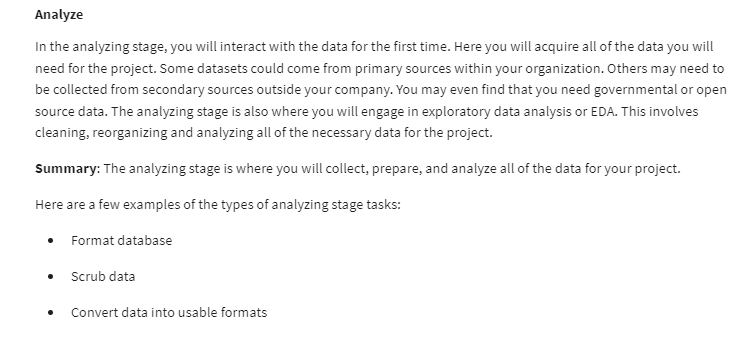 Analyze
In the analyzing stage, you will interact with the data for the first time. Here you will acquire all of the data you will
need for the project. Some datasets could come from primary sources within your organization. Others may need to
be collected from secondary sources outside your company. You may even find that you need governmental or open
source data. The analyzing stage is also where you will engage in exploratory data analysis or EDA. This involves
cleaning, reorganizing and analyzing all of the necessary data for the project.
Summary: The analyzing stage is where you will collect, prepare, and analyze all of the data for your project.
Here are a few examples of the types of analyzing stage tasks:
• Format database
• Scrub data
• Convert data into usable formats